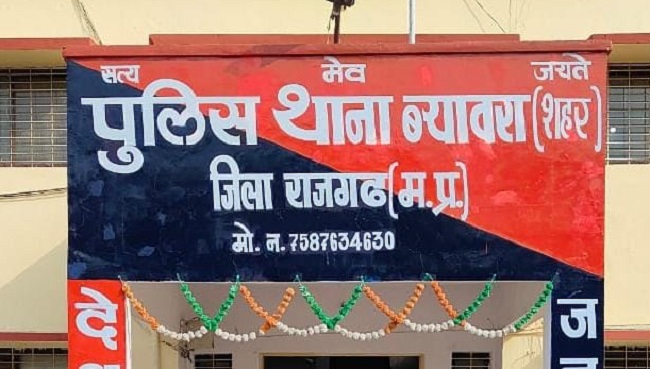 सत्य मेव जयते
पुलिस थाना ब्यावरा (शहर)
जिला राजगढ (म.प्र.)
मो. न. 7587634630
दे
ज